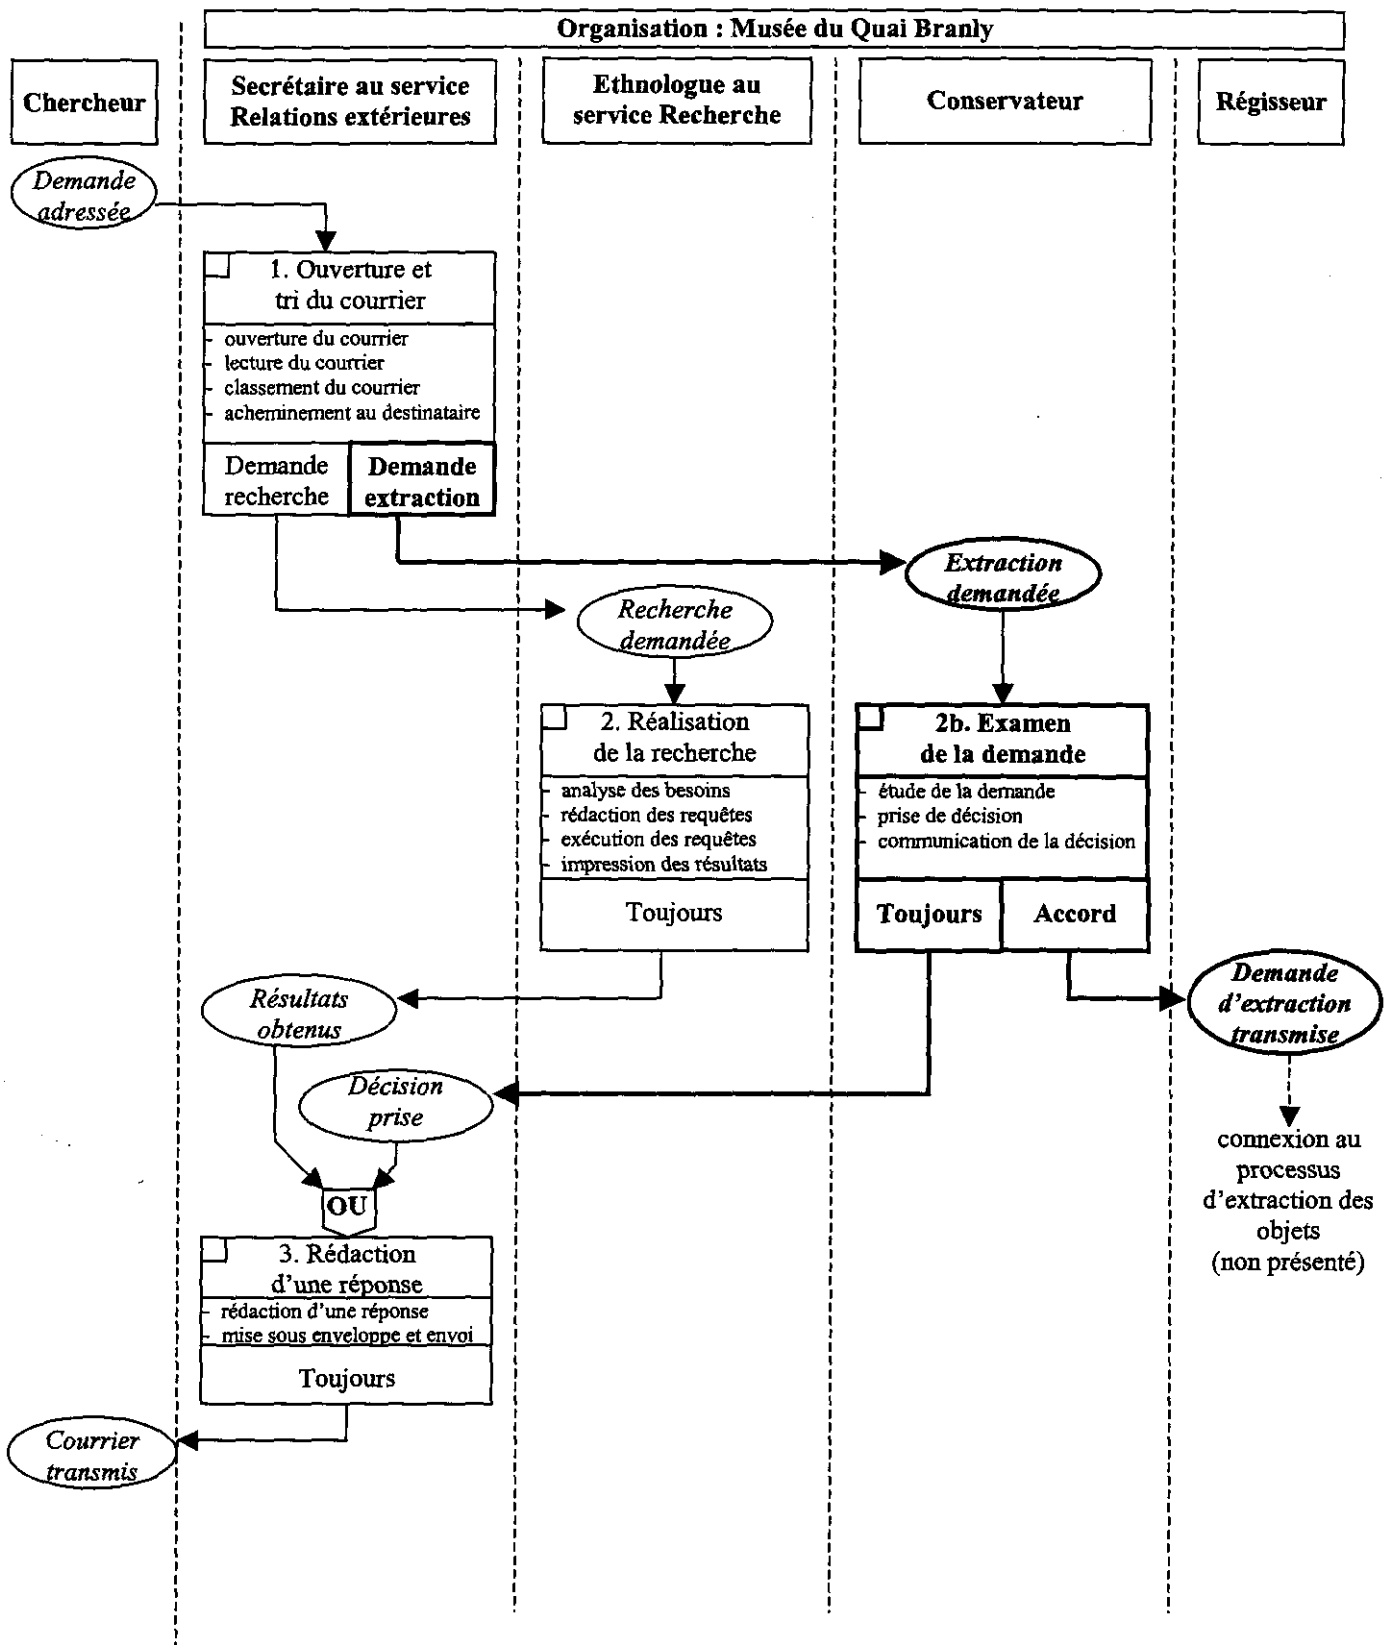 Organisation : Musée du Quai Branly
Chercheur
Secrétaire au service
Relations extérieures
Ethnologue au
service Recherche
Conservateur
Régisseur
Demande
adressée
1. Ouverture et
tri du courrier
- ouverture du courrier
- lecture du courrier
- classement du courrier
- acheminement au destinataire
Demande
recherche
Demande
extraction
Extraction
demandée
Recherche
demandée
2. Réalisation
de la recherche
- analyse des besoins
- rédaction des requêtes
- exécution des requêtes
- impression des résultats
Toujours
2b. Examen
de la demande
- étude de la demande
- prise de décision
- communication de la décision
Toujours
Accord
Résultats
obtenus
Demande
d'extraction
transmise
Décision
prise
connexion au
processus
d'extraction des
objets
(non présenté)
OU
3. Rédaction
d'une réponse
- rédaction d'une réponse
- mise sous enveloppe et envoi
Toujours
Courrier
transmis